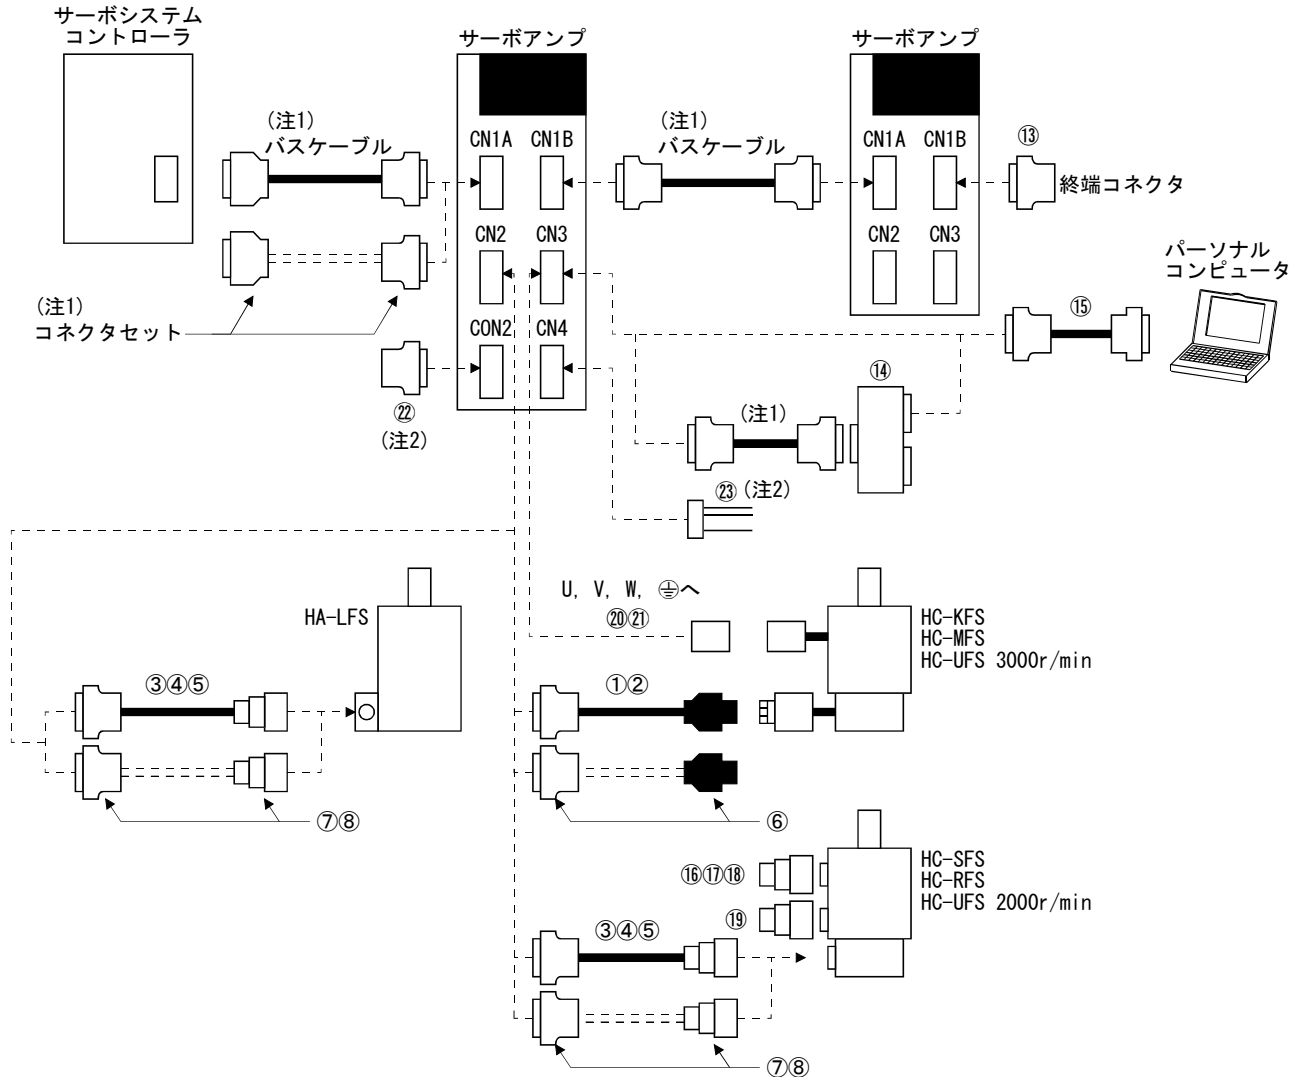 サーボシステム
コントローラ
サーボアンプ
サーボアンプ
(注1)
バスケーブル
CN1A
CN1B
(注1)
バスケーブル
CN1A
CN1B
⑬
終端コネクタ
CN2
CN3
CN2
CN3
パーソナル
コンピュータ
(注1)
コネクタセット
CON2
CN4
⑮
⑭
㉒
(注2)
(注1)
㉓(注2)
U, V, W, ⏚へ
⑳㉑
HA-LFS
HC-KFS
HC-MFS
HC-UFS 3000r/min
③④⑤
①②
⑦⑧
⑥
HC-SFS
HC-RFS
HC-UFS 2000r/min
⑯⑰⑱
⑲
③④⑤
⑦⑧